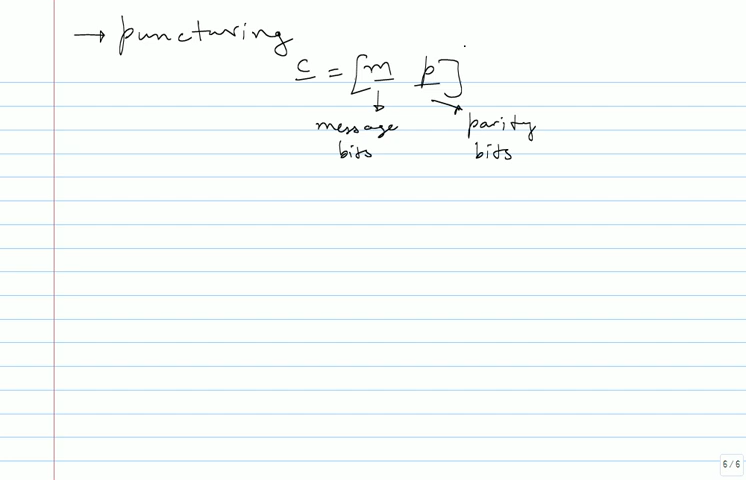 → puncturing
c = [m p]
message parity
bits bits
6 / 6